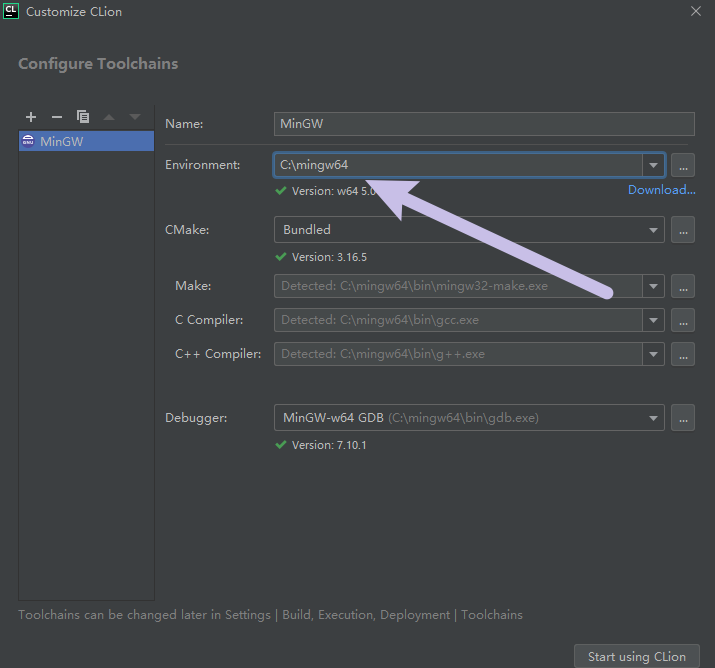 CL Customize CLion
Configure Toolchains
MinGW
Name: MinGW
Environment: C:\mingw64 ...
Version: w64 5.0 Download...
CMake: Bundled ...
Version: 3.16.5
Make: Detected: C:\mingw64\bin\mingw32-make.exe ...
C Compiler: Detected: C:\mingw64\bin\gcc.exe ...
C++ Compiler: Detected: C:\mingw64\bin\g++.exe ...
Debugger: MinGW-w64 GDB (C:\mingw64\bin\gdb.exe) ...
Version: 7.10.1
Toolchains can be changed later in Settings | Build, Execution, Deployment | Toolchains
Start using CLion